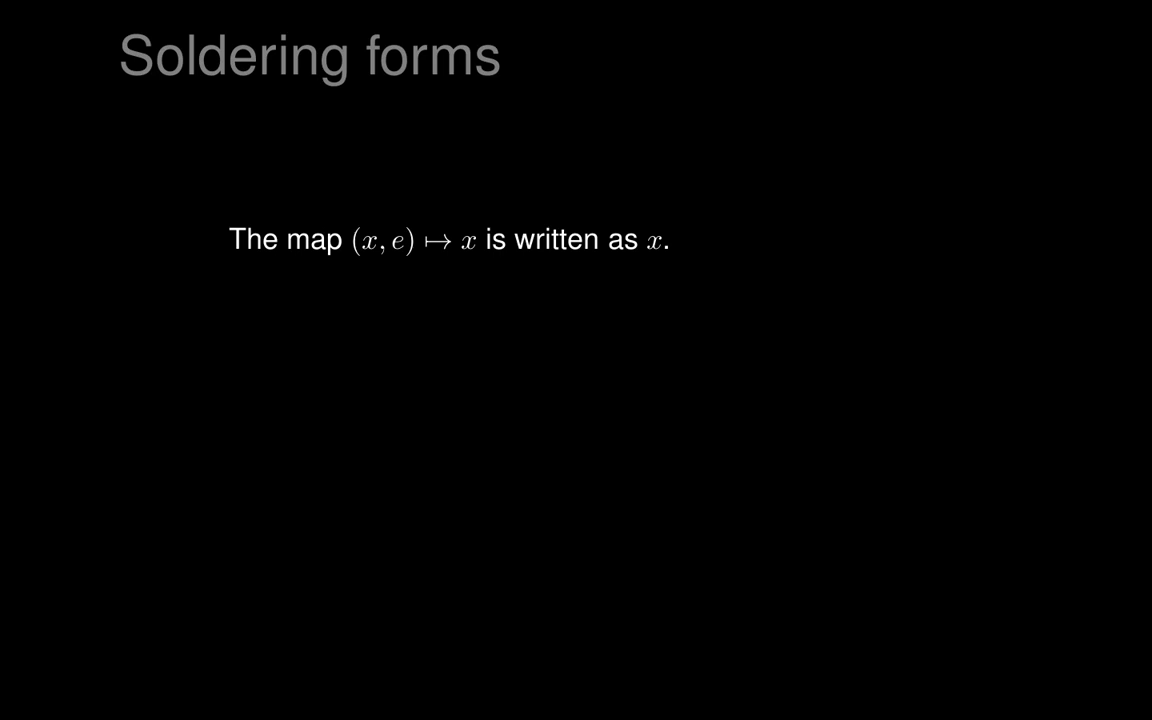 Soldering forms
The map (x, e) ↦ x is written as x.